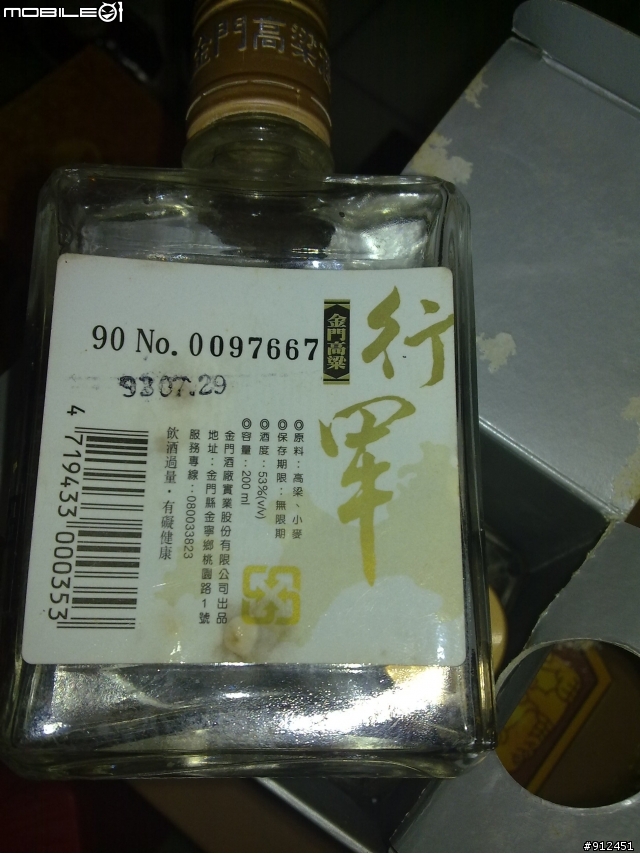 MOBILE01
金門高粱酒
行軍
金門高粱
90 No. 0097667
93 07.29
◎原料：高梁、小麥
◎保存期限：無限期
◎酒度：53%(v/v)
◎容量：200 ml
金門酒廠實業股份有限公司出品
地址：金門縣金寧鄉桃園路1號
服務專線：080033823
飲酒過量・有礙健康
4 719433 000353
#912451